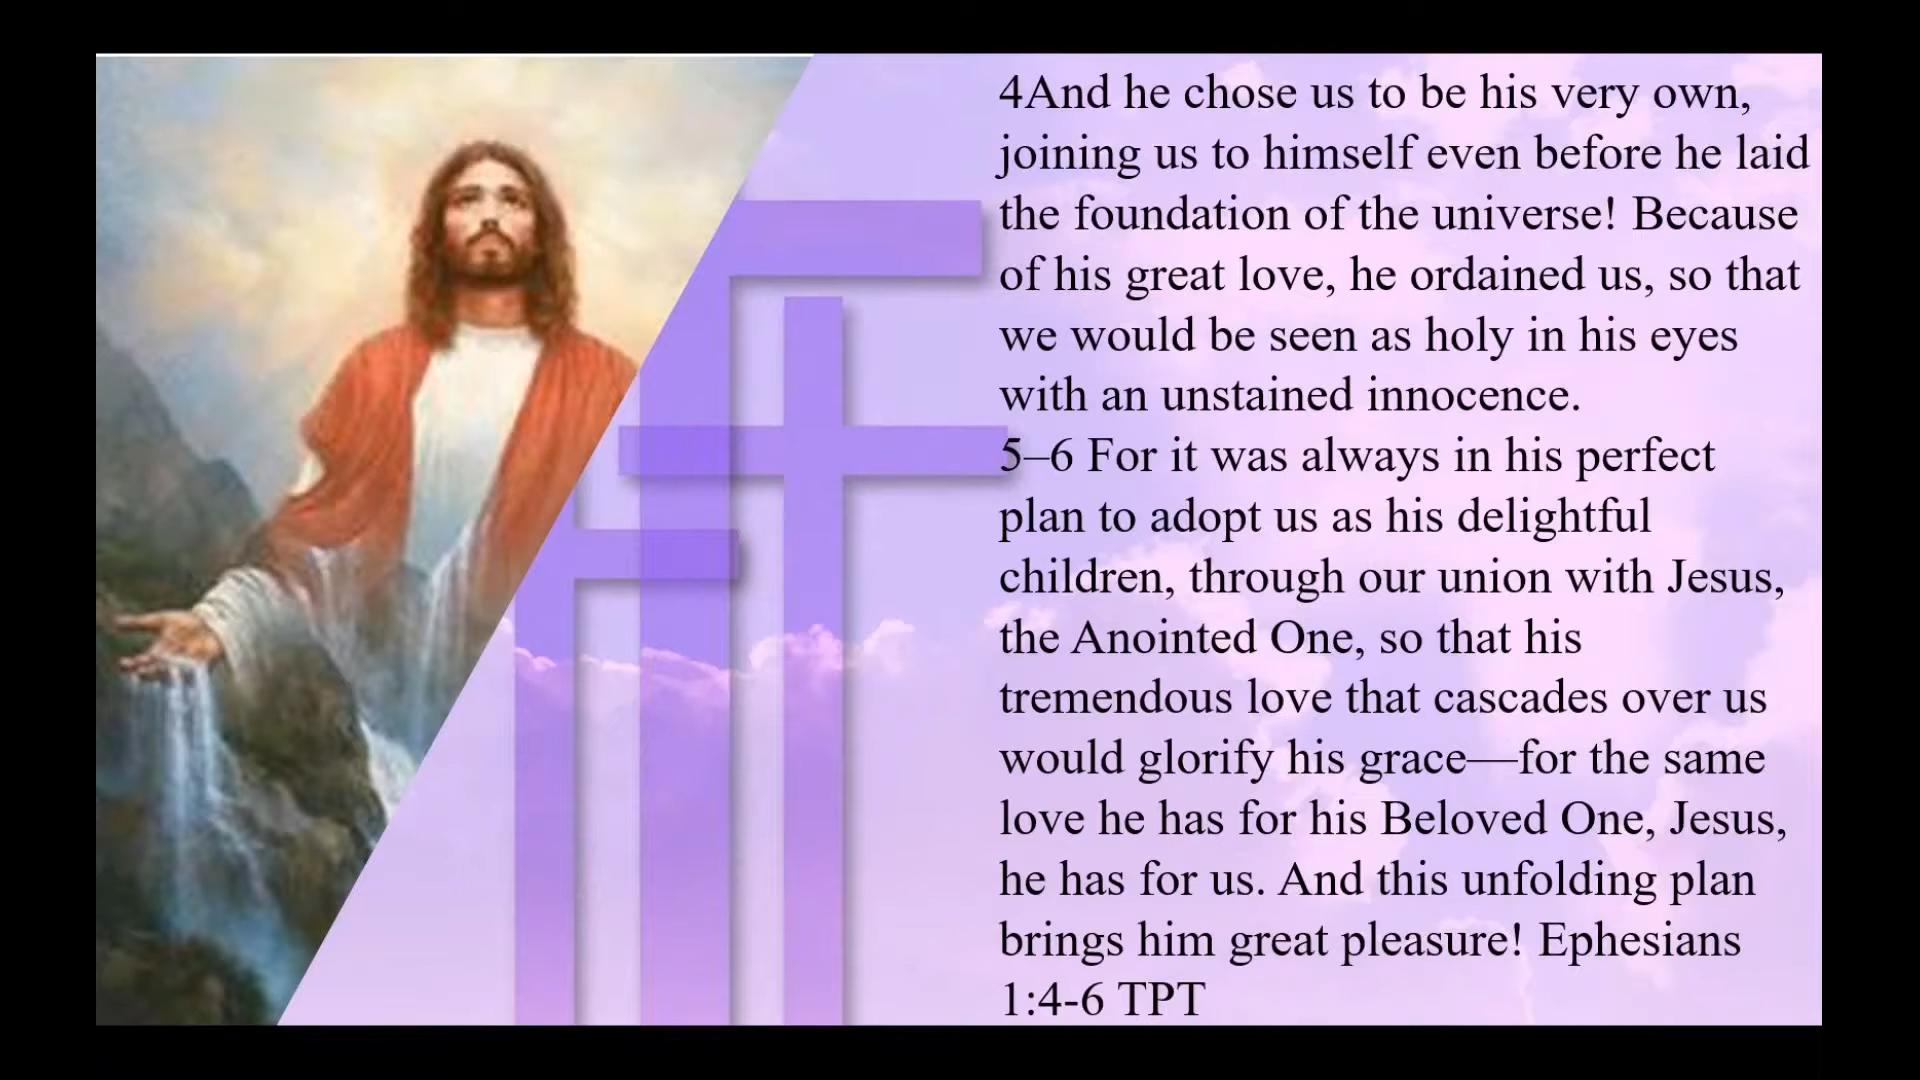 4And he chose us to be his very own,
joining us to himself even before he laid
the foundation of the universe! Because
of his great love, he ordained us, so that
we would be seen as holy in his eyes
with an unstained innocence.
5–6 For it was always in his perfect
plan to adopt us as his delightful
children, through our union with Jesus,
the Anointed One, so that his
tremendous love that cascades over us
would glorify his grace—for the same
love he has for his Beloved One, Jesus,
he has for us. And this unfolding plan
brings him great pleasure! Ephesians
1:4-6 TPT